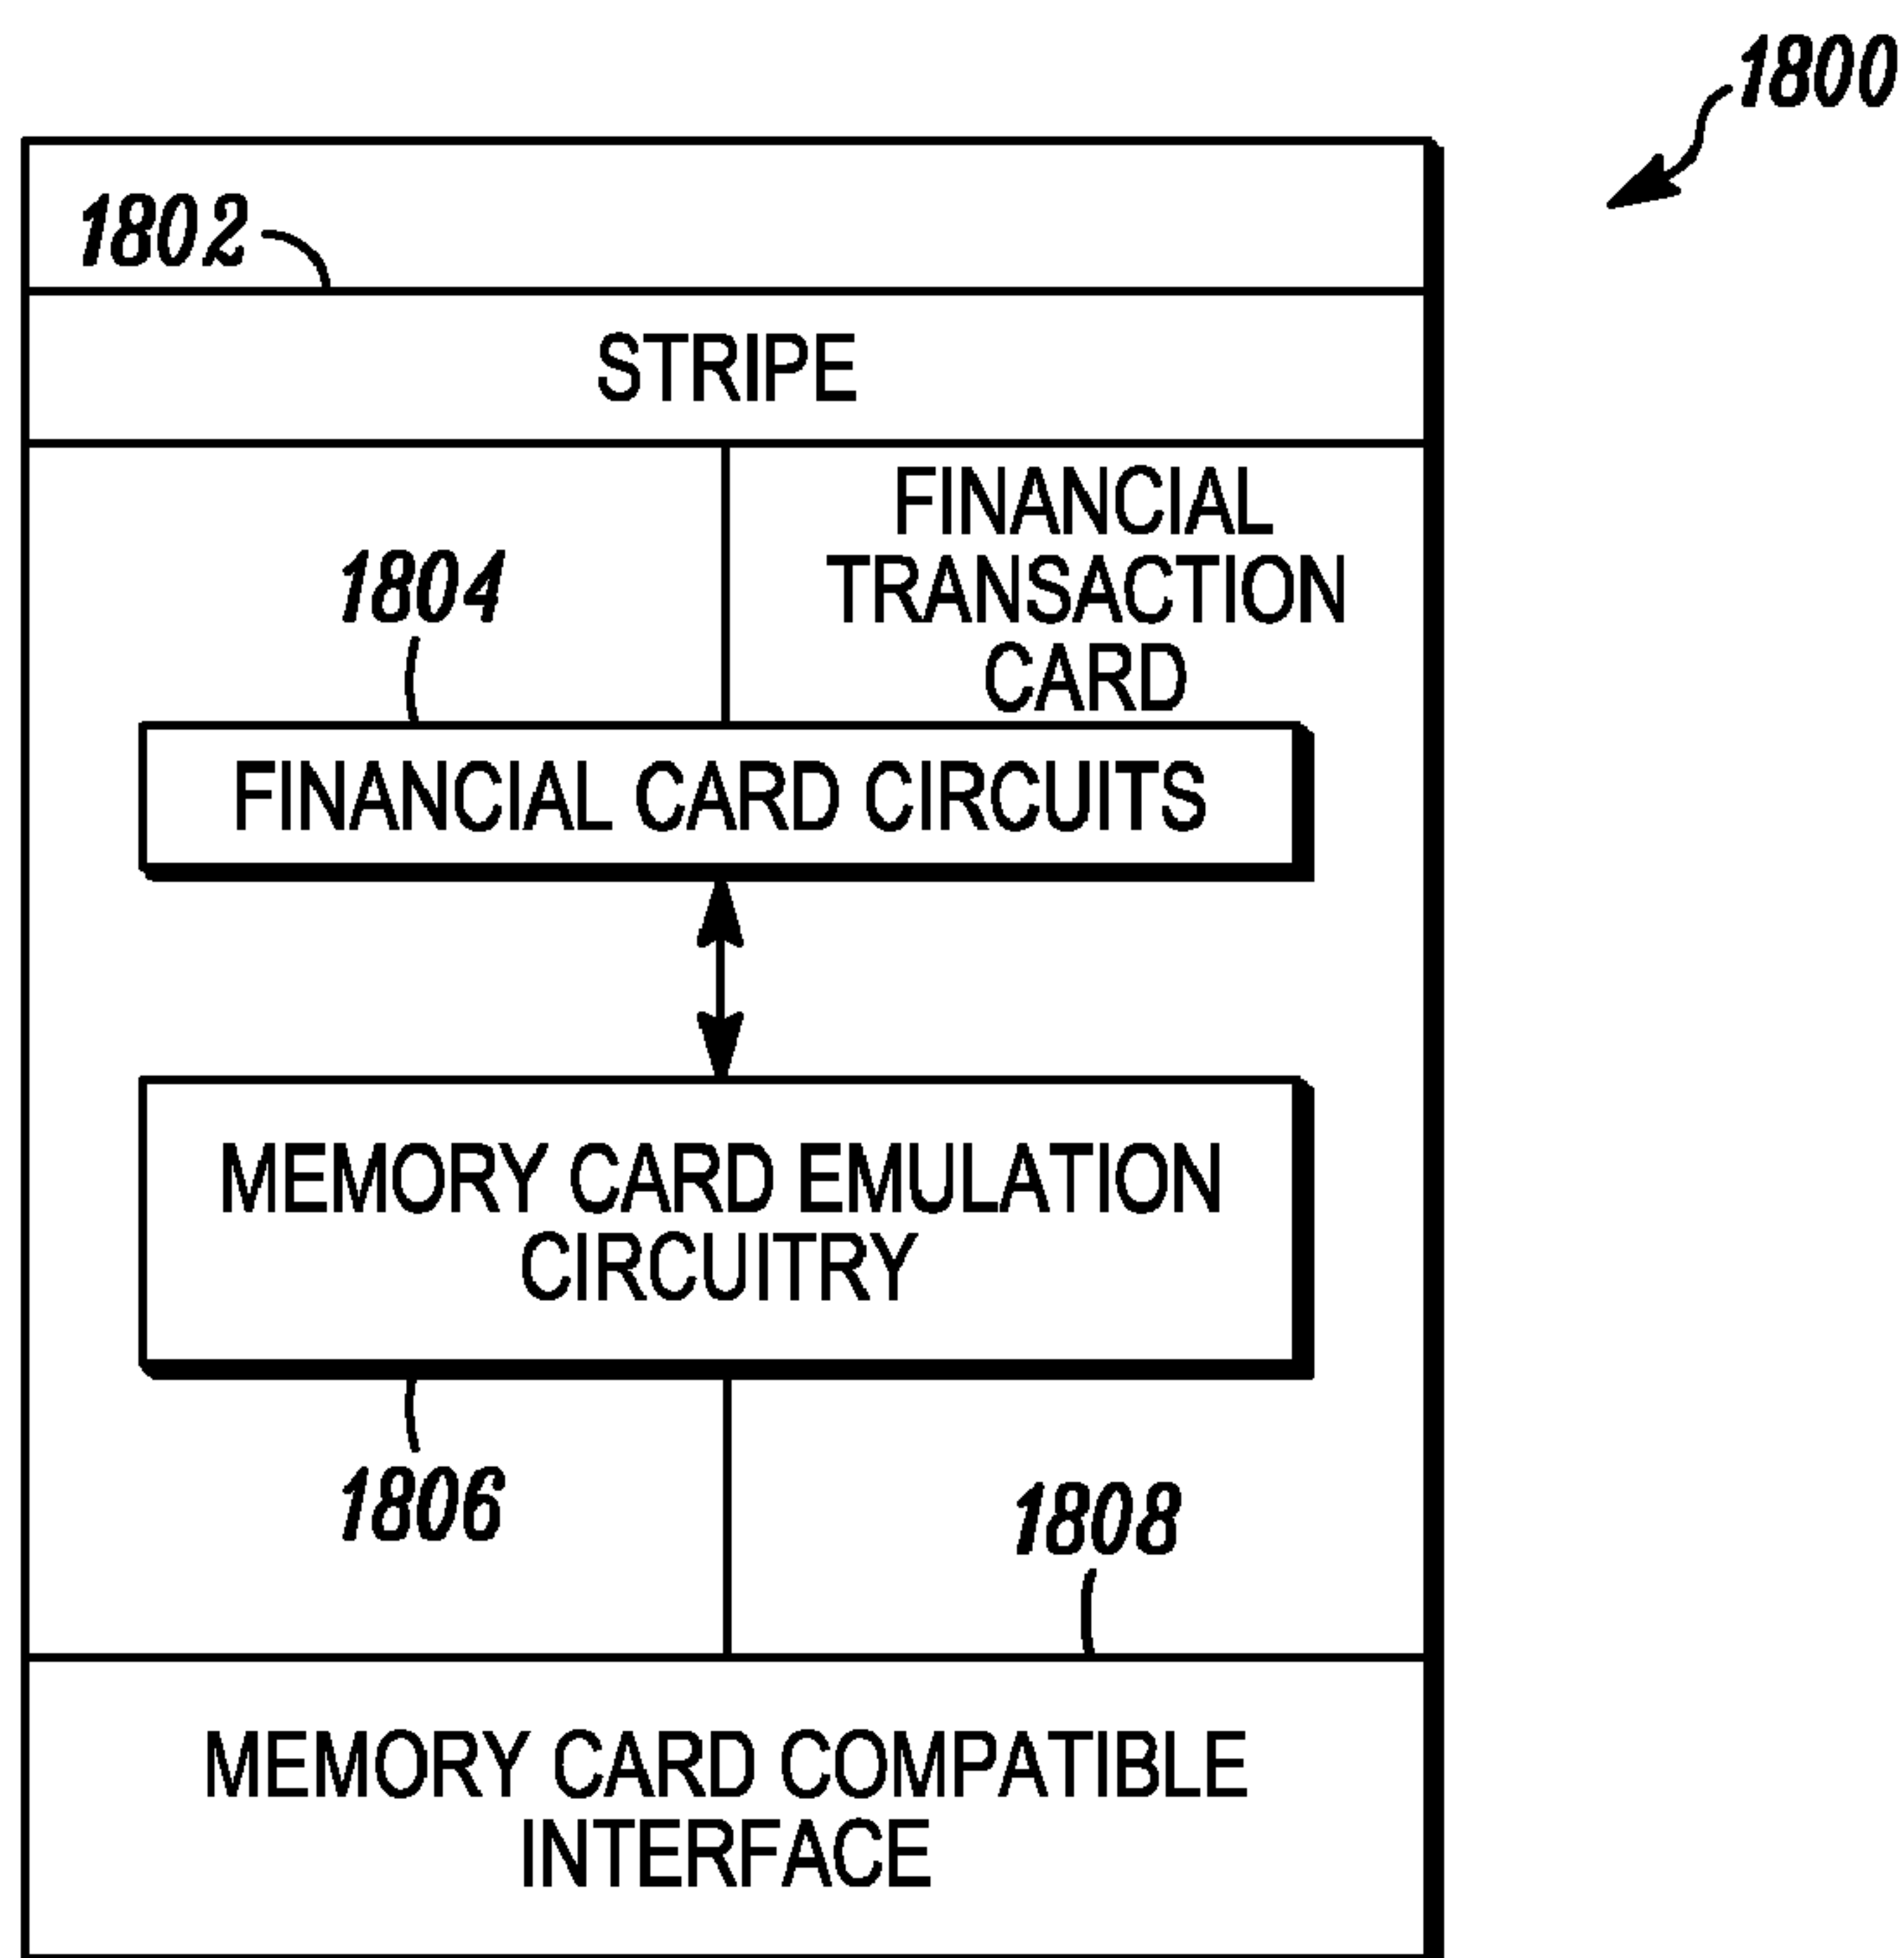 1800
1802
STRIPE
FINANCIAL
TRANSACTION
CARD
1804
FINANCIAL CARD CIRCUITS
MEMORY CARD EMULATION
CIRCUITRY
1806
1808
MEMORY CARD COMPATIBLE
INTERFACE